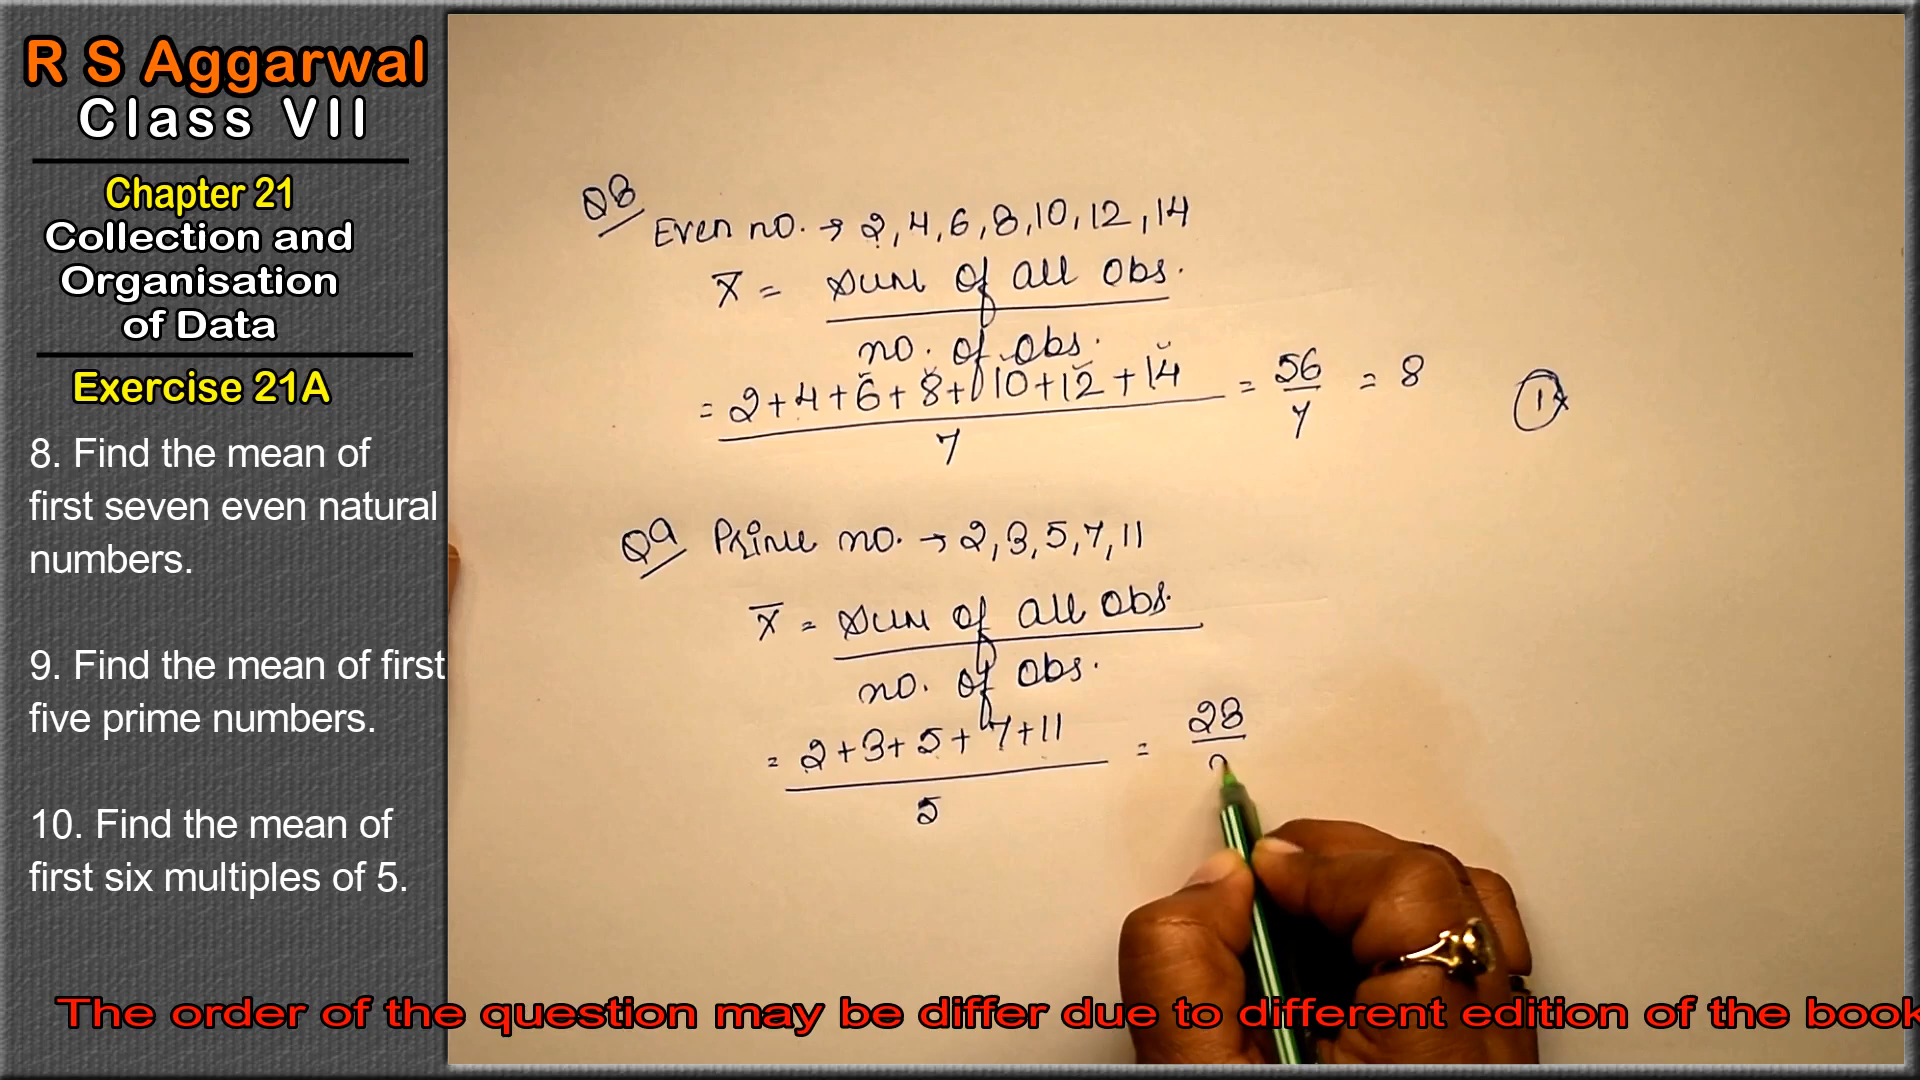 R S Aggarwal
Class VII
Chapter 21
Collection and
Organisation
of Data
Exercise 21A
8. Find the mean of
first seven even natural
numbers.
9. Find the mean of first
five prime numbers.
10. Find the mean of
first six multiples of 5.
Q8
Even no. → 2, 4, 6, 8, 10, 12, 14
x̄ = sum of all obs.
no. of obs.
= 2+4+6+8+10+12+14 = 56 = 8
7 7
Q9 Prime no. → 2, 3, 5, 7, 11
x̄ = sum of all obs.
no. of obs.
= 2+3+5+7+11 = 28
5
The order of the question may be differ due to different edition of the book